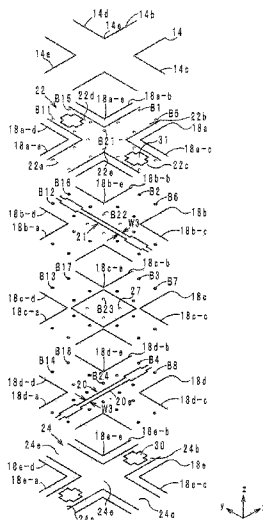 14d
14b
14
14e
14a
14c
22
B15
22d
18a-e
18a-b
B1
B11
B5
22b
18a-d
18a
B21
31
18a-a
18a-c
22a
22e
22c
B16
18b-e
18b-b
B12
B2
B6
18b-d
B22
18b
21
W3
18b-a
18b-c
B17
18c-e
18c-b
B13
B3
B7
18c-d
27
18c
B23
18c-a
18c-c
B18
18d-e
18d-b
B14
B4
B24
B8
18d-d
20
18d
20e
18d-a
W3
18d-c
18e-e
18e-b
24
30
24e
24b
18e-d
18e
18e-a
18e-c
24c
z
y
x